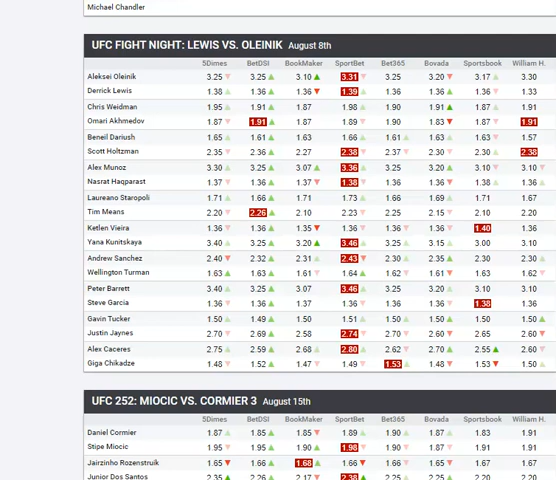 Michael Chandler
UFC FIGHT NIGHT: LEWIS VS. OLEINIK August 8th
5Dimes BetDSI BookMaker SportBet Bet365 Bovada Sportsbook William H.
Aleksei Oleinik 3.25 3.25 3.10 3.31 3.25 3.20 3.17 3.30
Derrick Lewis 1.38 1.36 1.36 1.39 1.36 1.36 1.36 1.33
Chris Weidman 1.95 1.91 1.87 1.98 1.90 1.91 1.87 1.91
Omari Akhmedov 1.87 1.91 1.87 1.89 1.90 1.83 1.87 1.91
Beneil Dariush 1.65 1.61 1.63 1.66 1.61 1.63 1.63 1.57
Scott Holtzman 2.35 2.36 2.27 2.38 2.37 2.30 2.30 2.38
Alex Munoz 3.30 3.25 3.07 3.36 3.25 3.20 3.10 3.10
Nasrat Haqparast 1.37 1.36 1.37 1.38 1.36 1.36 1.38 1.36
Laureano Staropoli 1.71 1.66 1.71 1.73 1.66 1.69 1.71 1.67
Tim Means 2.20 2.26 2.10 2.23 2.25 2.15 2.10 2.20
Ketlen Vieira 1.36 1.36 1.35 1.36 1.36 1.36 1.40 1.36
Yana Kunitskaya 3.40 3.25 3.20 3.46 3.25 3.15 3.00 3.10
Andrew Sanchez 2.40 2.32 2.31 2.43 2.30 2.35 2.30 2.30
Wellington Turman 1.63 1.63 1.61 1.64 1.62 1.61 1.63 1.62
Peter Barrett 3.40 3.25 3.07 3.46 3.25 3.20 3.10 3.10
Steve Garcia 1.36 1.36 1.37 1.36 1.36 1.36 1.38 1.36
Gavin Tucker 1.50 1.49 1.50 1.51 1.50 1.50 1.50 1.50
Justin Jaynes 2.70 2.69 2.58 2.74 2.70 2.60 2.65 2.60
Alex Caceres 2.75 2.59 2.68 2.80 2.62 2.70 2.55 2.60
Giga Chikadze 1.48 1.52 1.47 1.49 1.53 1.48 1.53 1.50
UFC 252: MIOCIC VS. CORMIER 3 August 15th
5Dimes BetDSI BookMaker SportBet Bet365 Bovada Sportsbook William H.
Daniel Cormier 1.87 1.85 1.85 1.89 1.90 1.87 1.83 1.91
Stipe Miocic 1.95 1.95 1.90 1.98 1.90 1.87 1.91 1.91
Jairzinho Rozenstruik 1.65 1.66 1.68 1.66 1.66 1.65 1.67 1.67
Junior Dos Santos 2.35 2.26 2.17 2.38 2.25 2.25 2.20 2.20